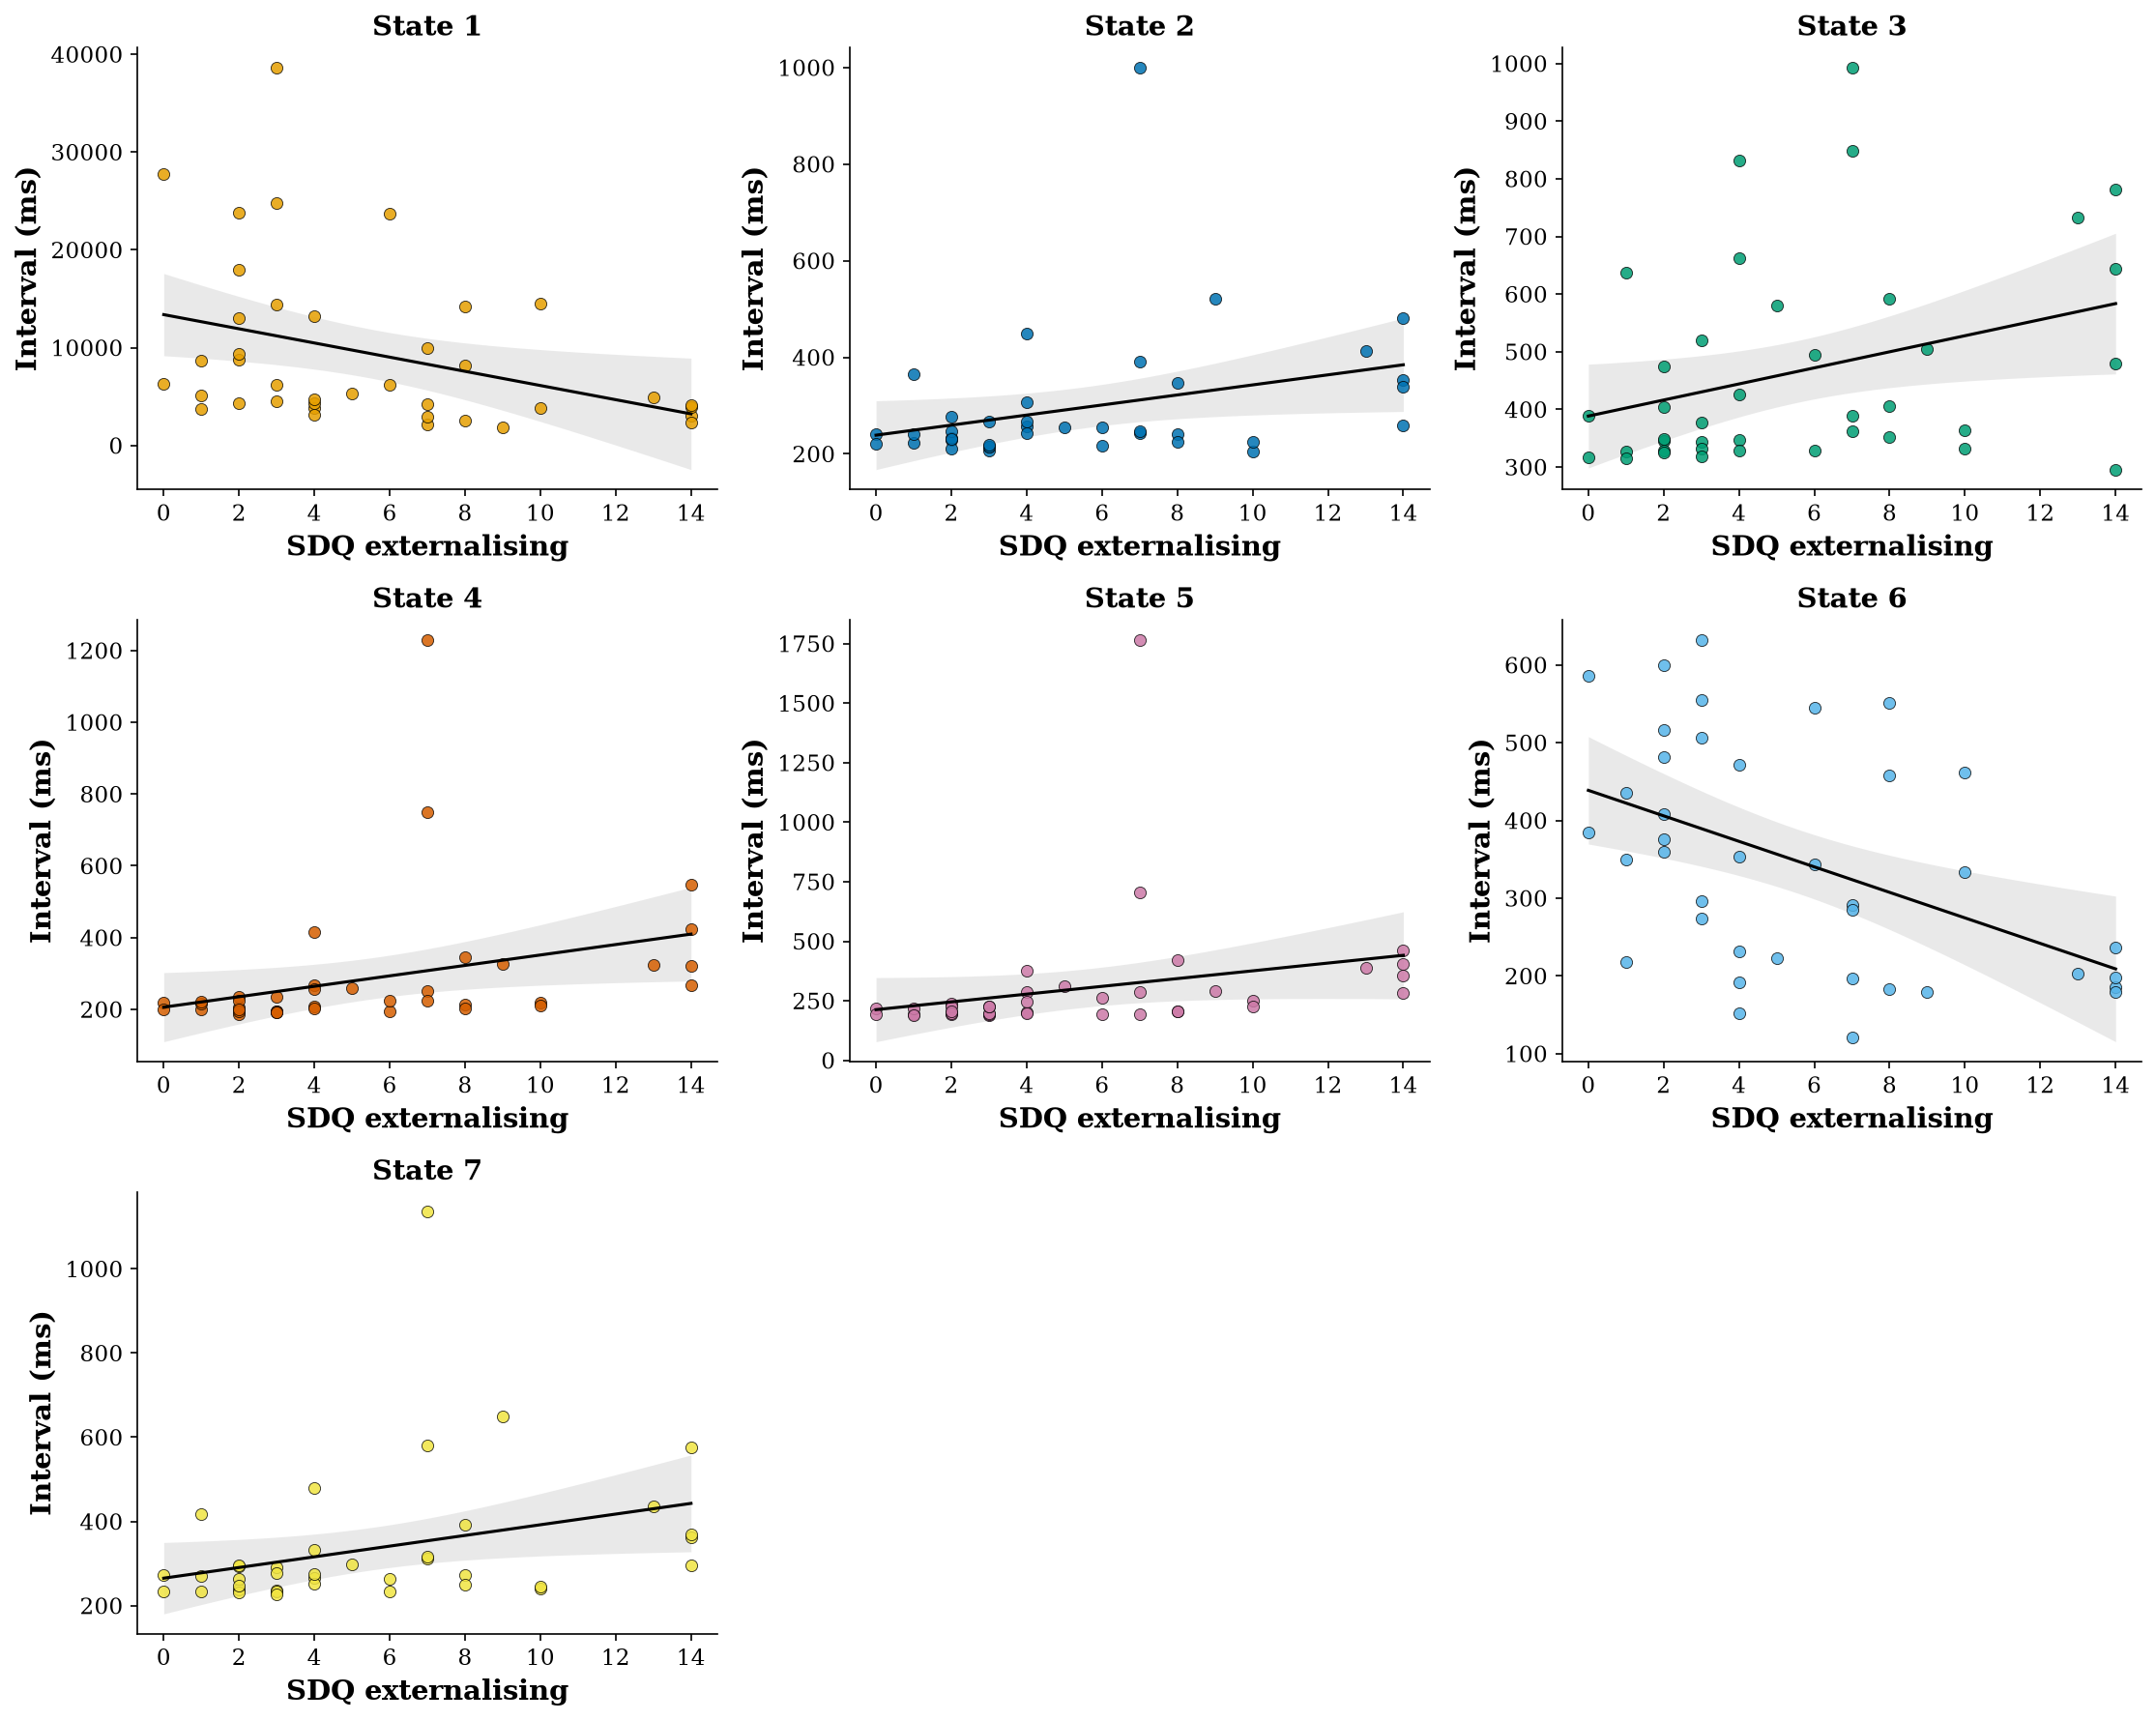 State 1
State 2
State 3
40000
30000
20000
10000
0
Interval (ms)
0 2 4 6 8 10 12 14
SDQ externalising
1000
800
600
400
200
Interval (ms)
0 2 4 6 8 10 12 14
SDQ externalising
1000
900
800
700
600
500
400
300
Interval (ms)
0 2 4 6 8 10 12 14
SDQ externalising
State 4
State 5
State 6
1200
1000
800
600
400
200
Interval (ms)
0 2 4 6 8 10 12 14
SDQ externalising
1750
1500
1250
1000
750
500
250
0
Interval (ms)
0 2 4 6 8 10 12 14
SDQ externalising
600
500
400
300
200
100
Interval (ms)
0 2 4 6 8 10 12 14
SDQ externalising
State 7
1000
800
600
400
200
Interval (ms)
0 2 4 6 8 10 12 14
SDQ externalising